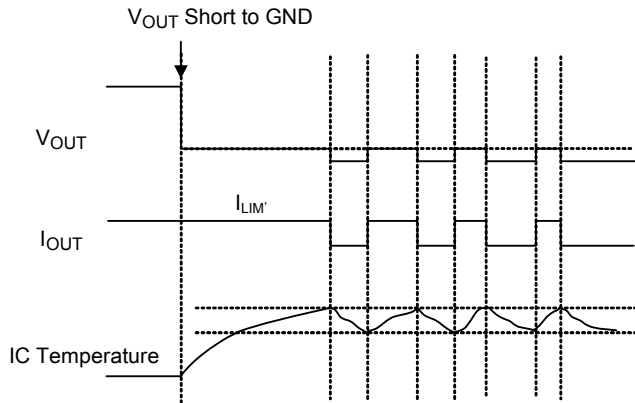 VOUT Short to GND
VOUT
ILIM'
IOUT
IC Temperature